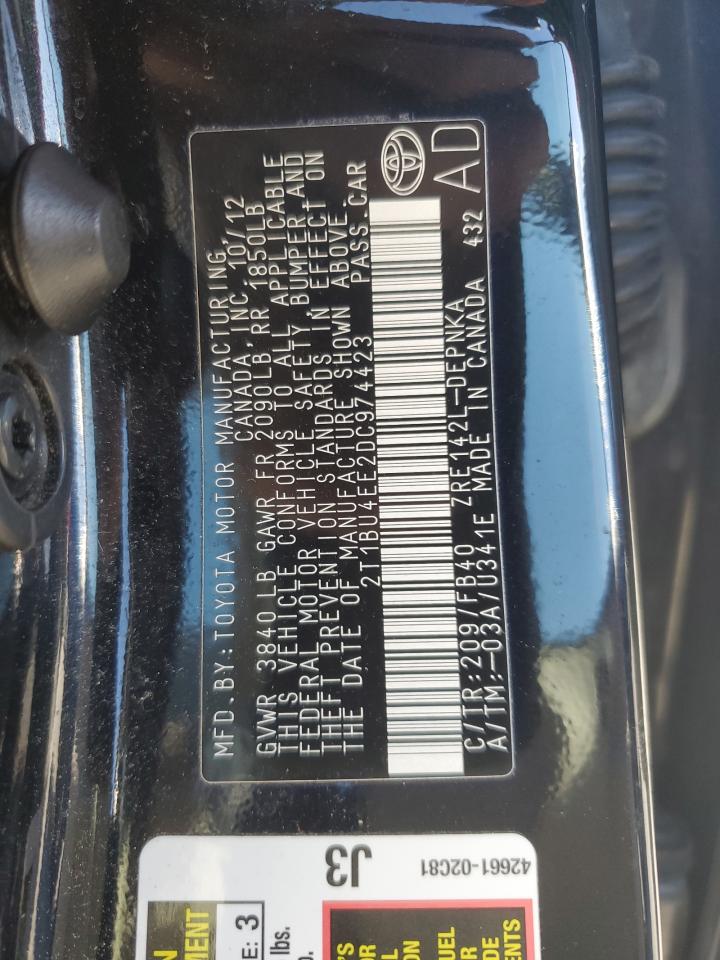 MFD. BY: TOYOTA MOTOR MANUFACTURING
CANADA, INC. 10/12
GVWR 3840LB GAWR FR 2090LB, RR 1850LB
THIS VEHICLE CONFORMS TO ALL APPLICABLE
FEDERAL MOTOR VEHICLE SAFETY, BUMPER, AND
THEFT PREVENTION STANDARDS IN EFFECT ON
THE DATE OF MANUFACTURE SHOWN ABOVE.
2T1BU4EE2DC974423 PASS. CAR
C/TR: 209/FB40 ZRE142L-DEPNKA
A/TM: -03A/U341E MADE IN CANADA 432
AD
J3
42661-02C81
E: 3
lbs.